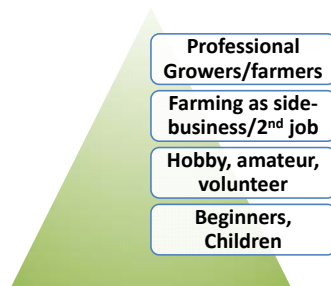 Professional
Growers/farmers
Farming as side-
business/2nd job
Hobby, amateur,
volunteer
Beginners,
Children